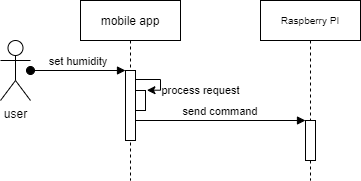 mobile app
Raspberry PI
set humidity
process request
send command
user